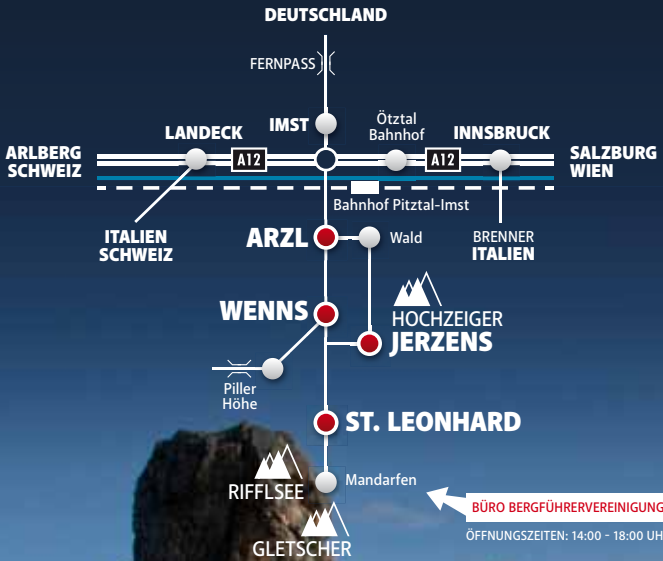 DEUTSCHLAND
FERNPASS
IMST
LANDECK
Ötztal
Bahnhof
INNSBRUCK
ARLBERG
SCHWEIZ
A12
A12
SALZBURG
WIEN
Bahnhof Pitztal-Imst
ITALIEN
SCHWEIZ
ARZL
Wald
BRENNER
ITALIEN
WENNS
HOCHZEIGER
JERZENS
Piller
Höhe
ST. LEONHARD
RIFFLSEE
Mandarfen
BÜRO BERGFÜHRERVEREINIGUNG
ÖFFNUNGSZEITEN: 14:00 - 18:00 UH
GLETSCHER